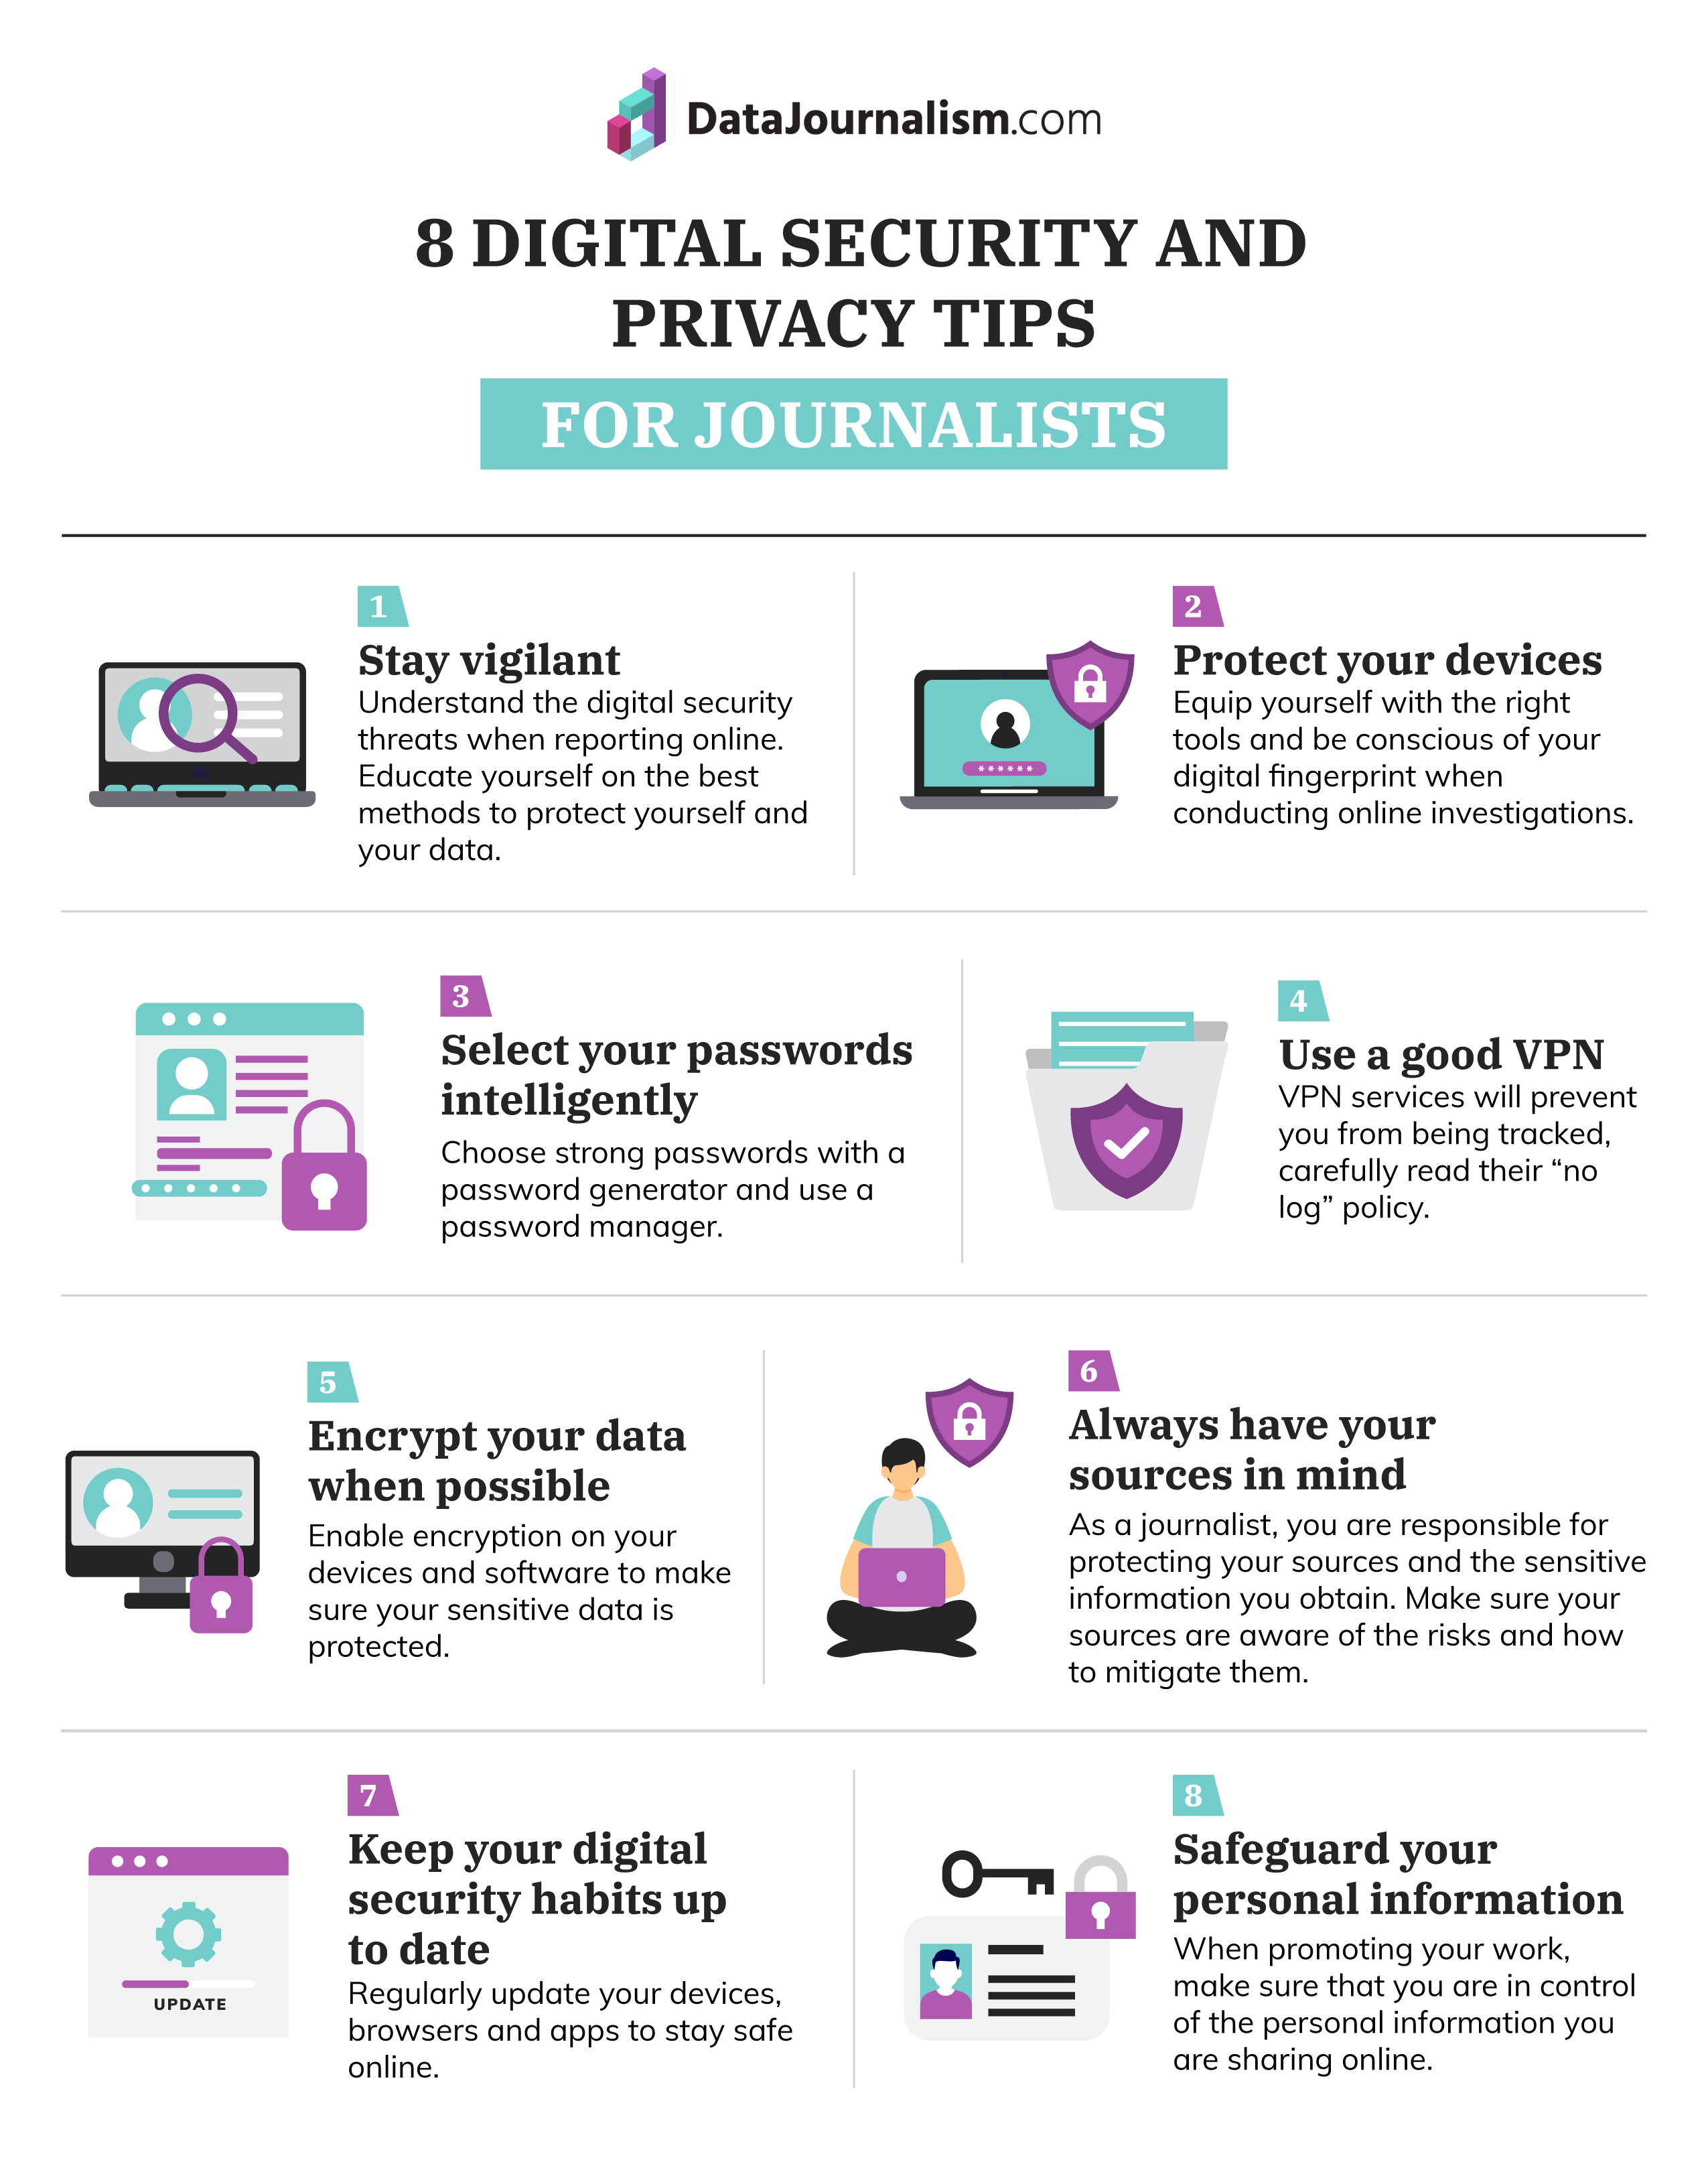 DataJournalism.com
8 DIGITAL SECURITY AND
PRIVACY TIPS
FOR JOURNALISTS
1
Stay vigilant
Understand the digital security
threats when reporting online.
Educate yourself on the best
methods to protect yourself and
your data.
2
Protect your devices
Equip yourself with the right
tools and be conscious of your
digital fingerprint when
conducting online investigations.
******
3
Select your passwords
intelligently
Choose strong passwords with a
password generator and use a
password manager.
4
Use a good VPN
VPN services will prevent
you from being tracked,
carefully read their “no
log” policy.
5
Encrypt your data
when possible
Enable encryption on your
devices and software to make
sure your sensitive data is
protected.
6
Always have your
sources in mind
As a journalist, you are responsible for
protecting your sources and the sensitive
information you obtain. Make sure your
sources are aware of the risks and how
to mitigate them.
7
Keep your digital
security habits up
to date
Regularly update your devices,
browsers and apps to stay safe
online.
UPDATE
8
Safeguard your
personal information
When promoting your work,
make sure that you are in control
of the personal information you
are sharing online.